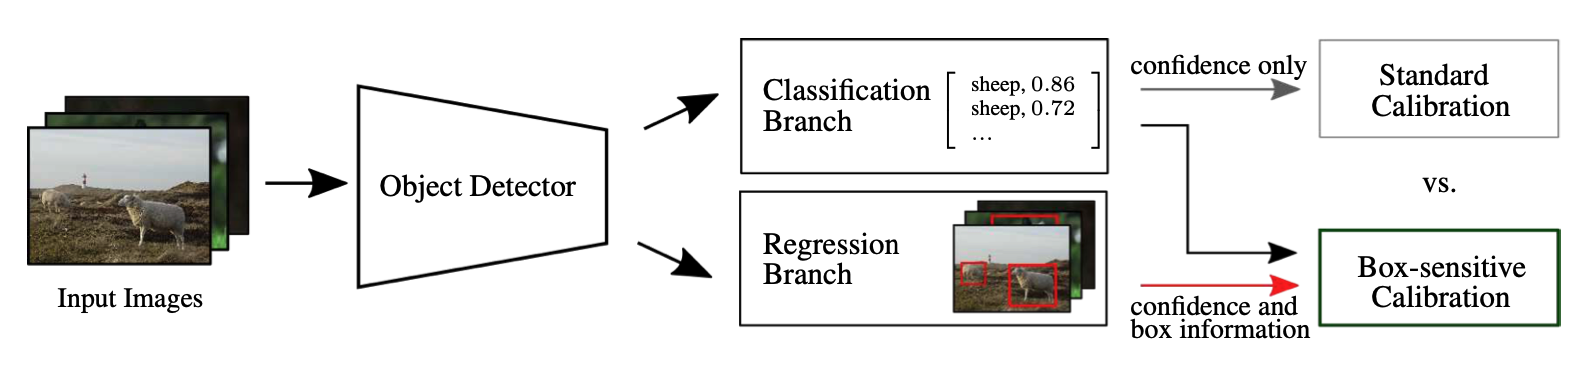 Input Images
Object Detector
Classification
Branch
sheep, 0.86
sheep, 0.72
...
Regression
Branch
confidence only
Standard
Calibration
vs.
confidence and
box information
Box-sensitive
Calibration